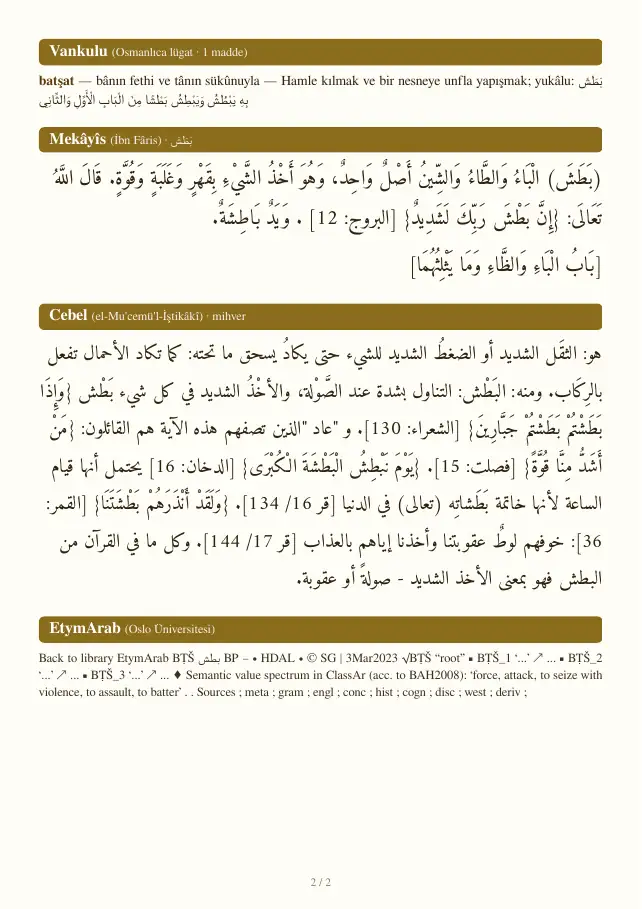 Vankulu (Osmanlıca lügat · 1 madde)
batşat — bânın fethi ve tânın sükûnuyla — Hamle kılmak ve bir nesneye unfla yapışmak; yukâlu: بَطَشَ
بِهِ يَبْطُشُ وَيَبْطِشُ بَطْشًا مِنَ الْبَابِ الْأَوَّلِ وَالثَّانِي
Mekâyîs (İbn Fâris) · بَطَشَ
(بَطَشَ) الْبَاءُ وَالطَّاءُ وَالشِّينُ أَصْلٌ وَاحِدٌ، وَهُوَ أَخْذُ الشَّيْءِ بِقَهْرٍ وَغَلَبَةٍ وَقُوَّةٍ. قَالَ اللَّهُ
تَعَالَى: {إِنَّ بَطْشَ رَبِّكَ لَشَدِيدٌ} [البروج: 12] . وَيَدٌ بَاطِشَةٌ.
[بَابُ الْبَاءِ وَالظَّاءِ وَمَا يَثْلِثُهُمَا]
Cebel (el-Mu'cemü'l-İştikâkî) · mihver
هو: الثقَل الشديد أو الضغطُ الشديد للشيء حتى يكادُ يسحق ما تحته: كما تكاد الأحمال تفعل
بالرِكَاب. ومنه: البَطْش: التناول بشدة عند الصَّوْلة، والأخْذُ الشديد في كل شيء بَطْش {وَإِذَا
بَطَشْتُمْ بَطَشْتُمْ جَبَّارِينَ} [الشعراء: 130]. و "عاد "الذين تصفهم هذه الآية هم القائلون: {مَنْ
أَشَدُّ مِنَّا قُوَّةً} [فصلت: 15]. {يَوْمَ نَبْطِشُ الْبَطْشَةَ الْكُبْرَى} [الدخان: 16] يحتمل أنها قيام
الساعة لأنها خاتمة بَطَشاتِه (تعالى) في الدنيا [قر 16/ 134]. {وَلَقَدْ أَنْذَرَهُمْ بَطْشَتَنَا} [القمر:
36]: خوفهم لوطٌ عقوبتنا وأخذنا إياهم بالعذاب [قر 17/ 144]. وكل ما في القرآن من
البطش فهو بمعنى الأخذ الشديد - صولةً أو عقوبة.
EtymArab (Oslo Üniversitesi)
Back to library EtymArab BṬŠ بطش BP – • HDAL • © SG | 3Mar2023 √BṬŠ “root” ▪ BṬŠ_1 ‘...’ ↗ ... ▪ BṬŠ_2
‘...’ ↗ ... ▪ BṬŠ_3 ‘...’ ↗ ... ♦ Semantic value spectrum in ClassAr (acc. to BAH2008): ‘force, attack, to seize with
violence, to assault, to batter’ . . Sources ; meta ; gram ; engl ; conc ; hist ; cogn ; disc ; west ; deriv ;
2 / 2